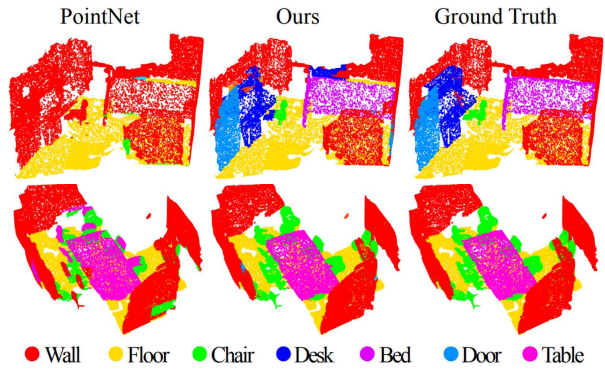 PointNet Ours Ground Truth
Wall Floor Chair Desk Bed Door Table